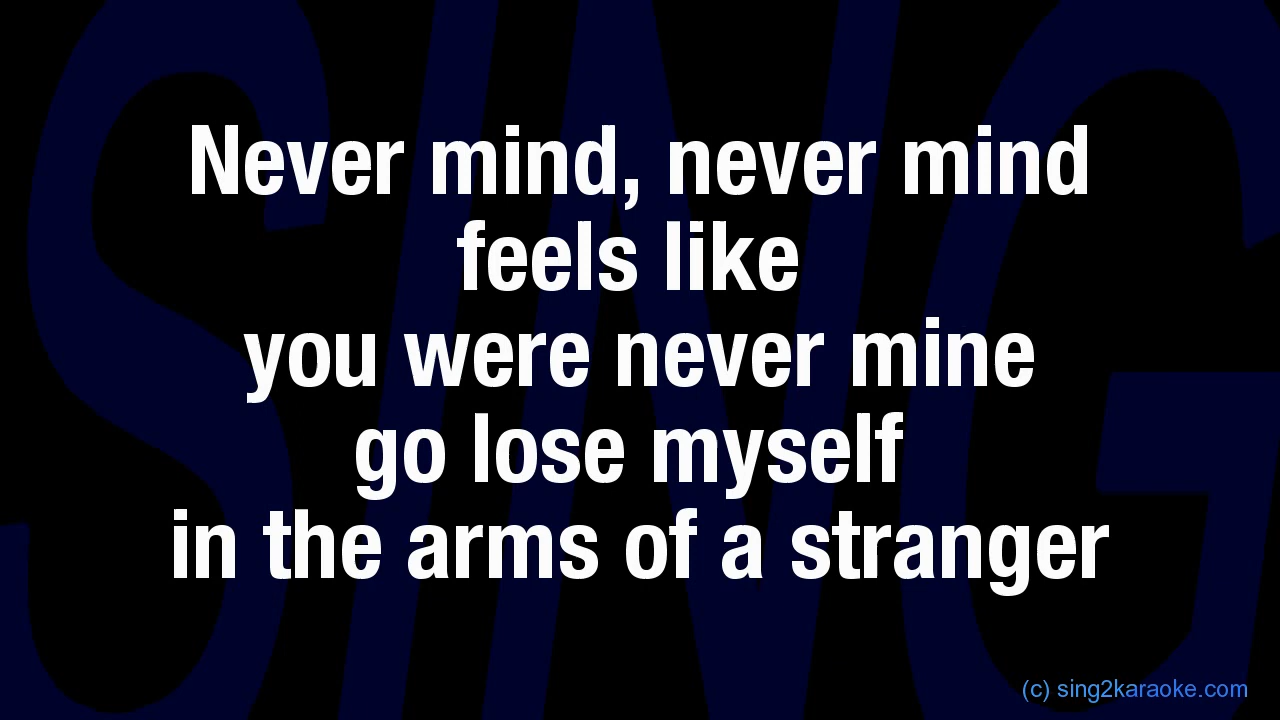 SING
Never mind, never mind
feels like
you were never mine
go lose myself
in the arms of a stranger
(c) sing2karaoke.com